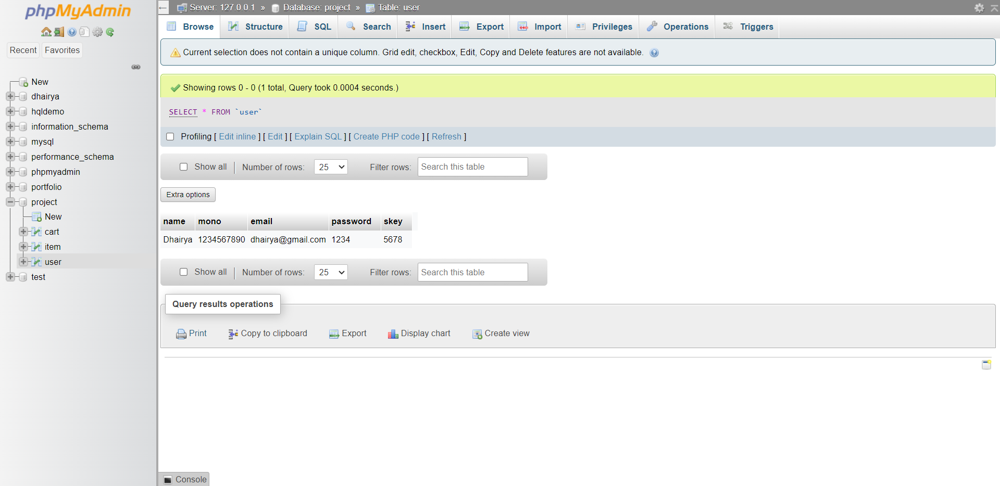 phpMyAdmin
Recent Favorites
New
dhairya
hqldemo
information_schema
mysql
performance_schema
phpmyadmin
portfolio
project
New
cart
item
user
test
Server: 127.0.0.1 » Database: project » Table: user
Browse Structure SQL Search Insert Export Import Privileges Operations Triggers
Current selection does not contain a unique column. Grid edit, checkbox, Edit, Copy and Delete features are not available.
Showing rows 0 - 0 (1 total, Query took 0.0004 seconds.)
SELECT * FROM `user`
Profiling [ Edit inline ] [ Edit ] [ Explain SQL ] [ Create PHP code ] [ Refresh ]
Show all Number of rows: 25 Filter rows: Search this table
Extra options
name mono email password skey
Dhairya 1234567890 dhairya@gmail.com 1234 5678
Show all Number of rows: 25 Filter rows: Search this table
Query results operations
Print Copy to clipboard Export Display chart Create view
Console